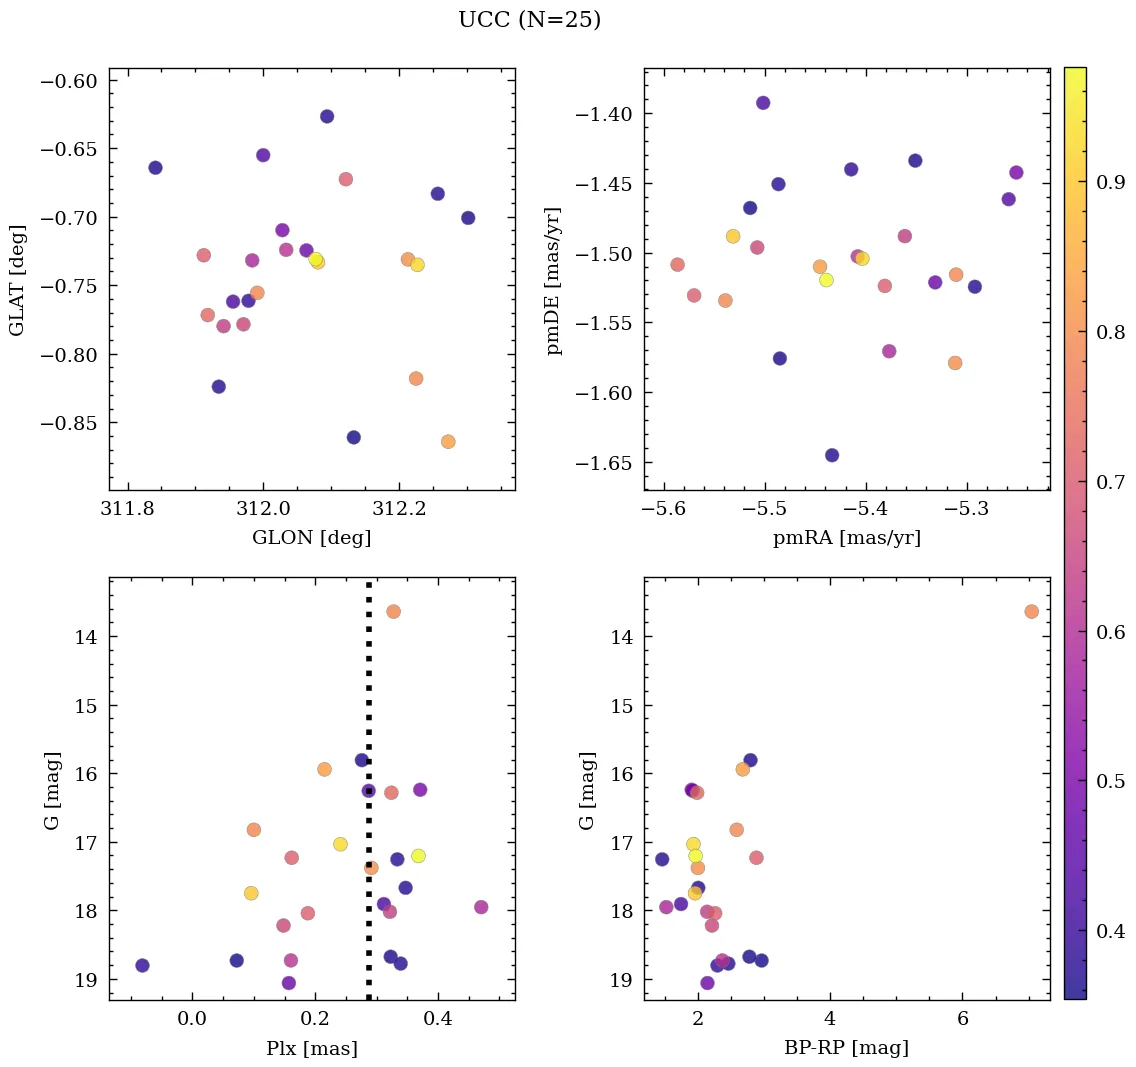 UCC (N=25)
−0.60
−0.65
−0.70
−0.75
−0.80
−0.85
GLAT [deg]
311.8 312.0 312.2
GLON [deg]
−1.40
−1.45
−1.50
−1.55
−1.60
−1.65
pmDE [mas/yr]
−5.6 −5.5 −5.4 −5.3
pmRA [mas/yr]
14
15
16
17
18
19
G [mag]
0.0 0.2 0.4
Plx [mas]
14
15
16
17
18
19
G [mag]
2 4 6
BP-RP [mag]
0.9
0.8
0.7
0.6
0.5
0.4